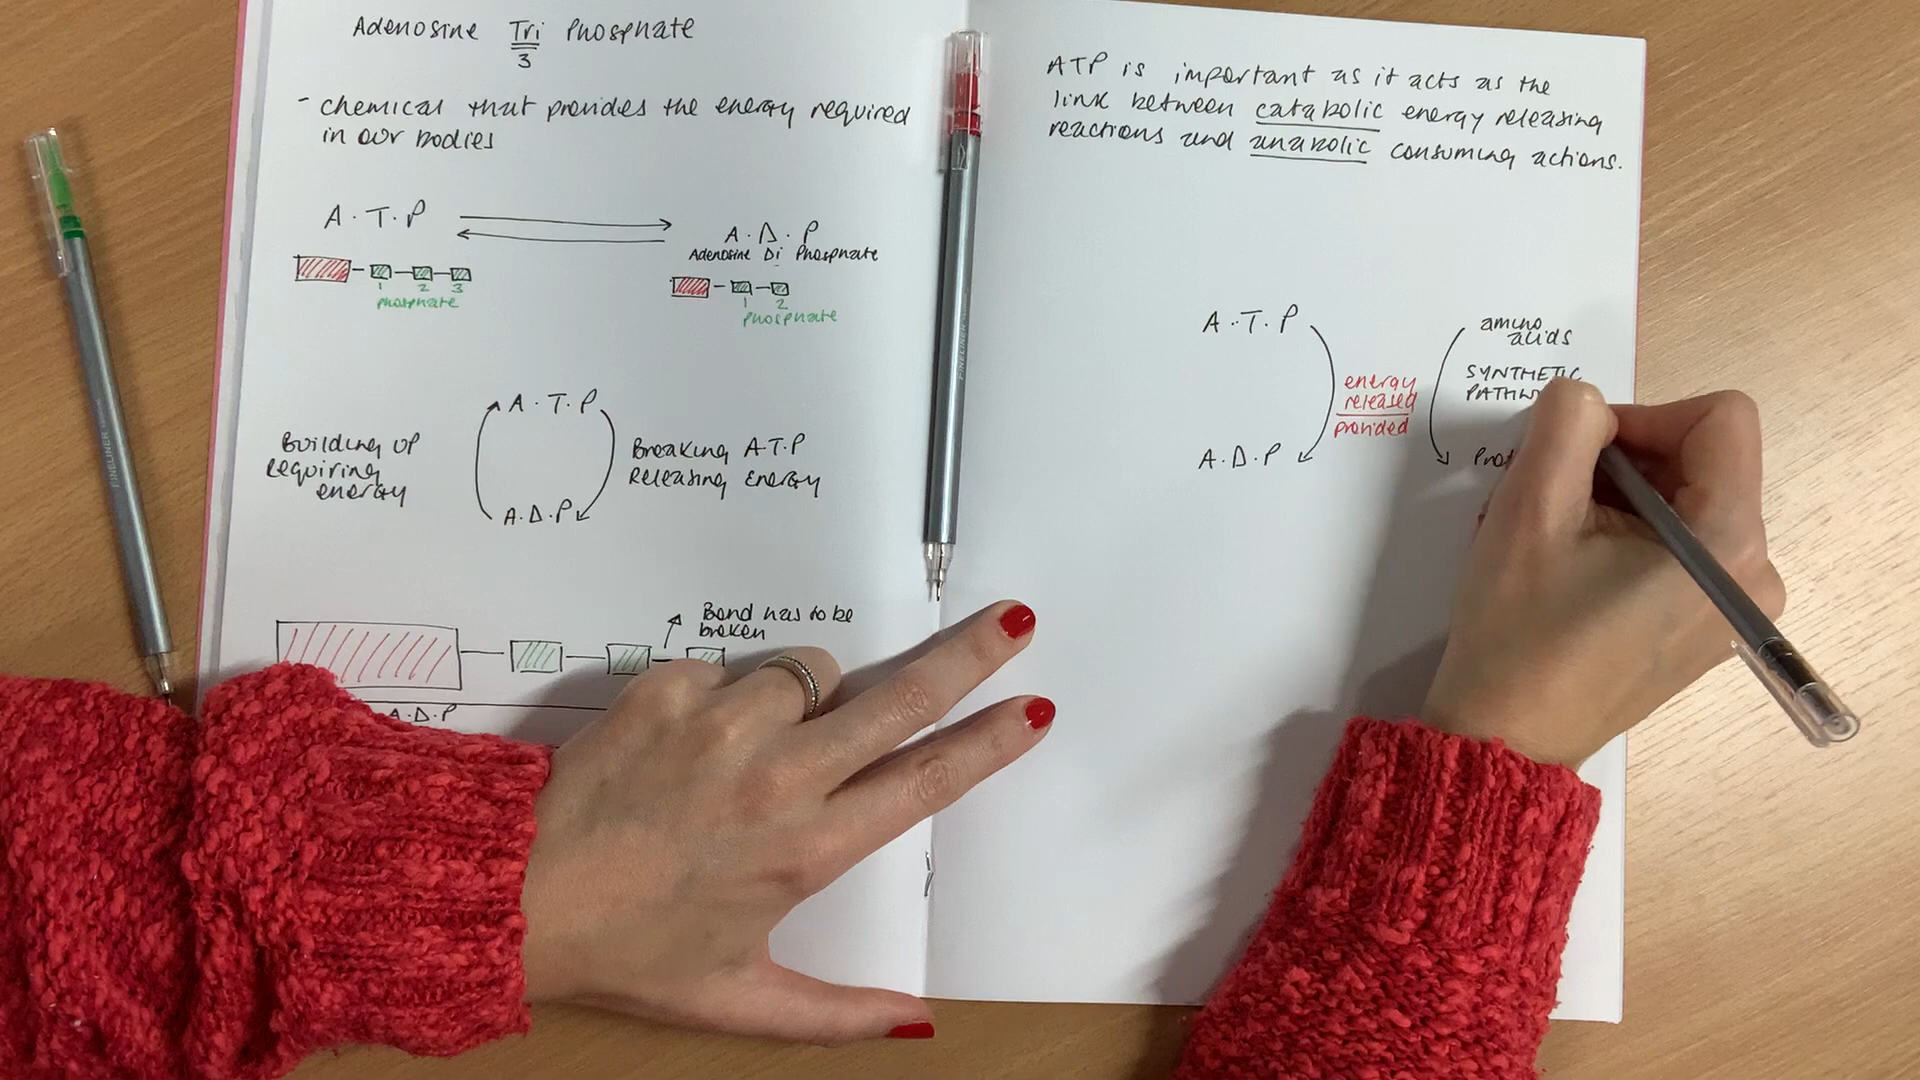 Adenosine Tri Phosphate
3
- chemical that provides the energy required
in our bodies
A.T.P
A.D.P
Adenosine Di Phosphate
1 2 3
phosphate
1 2
Phosphate
A.T.P
Building up
requiring
energy
Breaking A.T.P
Releasing Energy
A.D.P
Bond has to be
broken
A.D.P
ATP is important as it acts as the
link between catabolic energy releasing
reactions and anabolic consuming actions.
A.T.P
amino
acids
energy
released
provided
SYNTHETIC
A.D.P
FINELINER
FINELINER